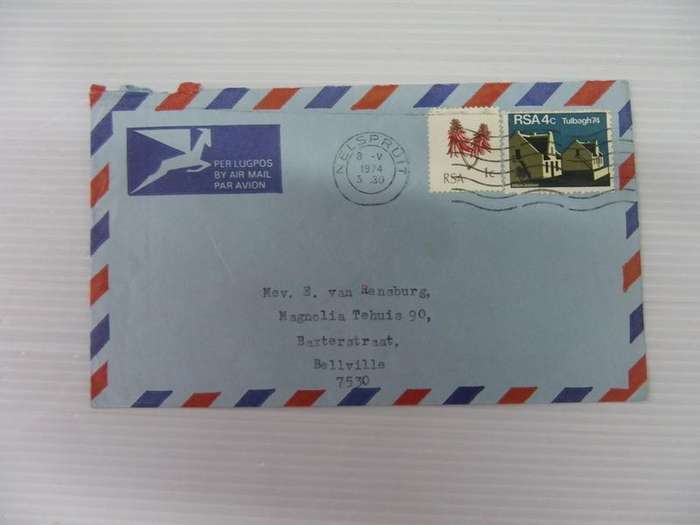 PER LUGPOS
BY AIR MAIL
PAR AVION
NELSPRUIT
8 -V
1974
3 30
RSA 1c
RSA 4c Tulbagh 74
Mev. E. van Rensburg,
Magnolia Tehuis 90,
Baxterstraat,
Bellville
7530